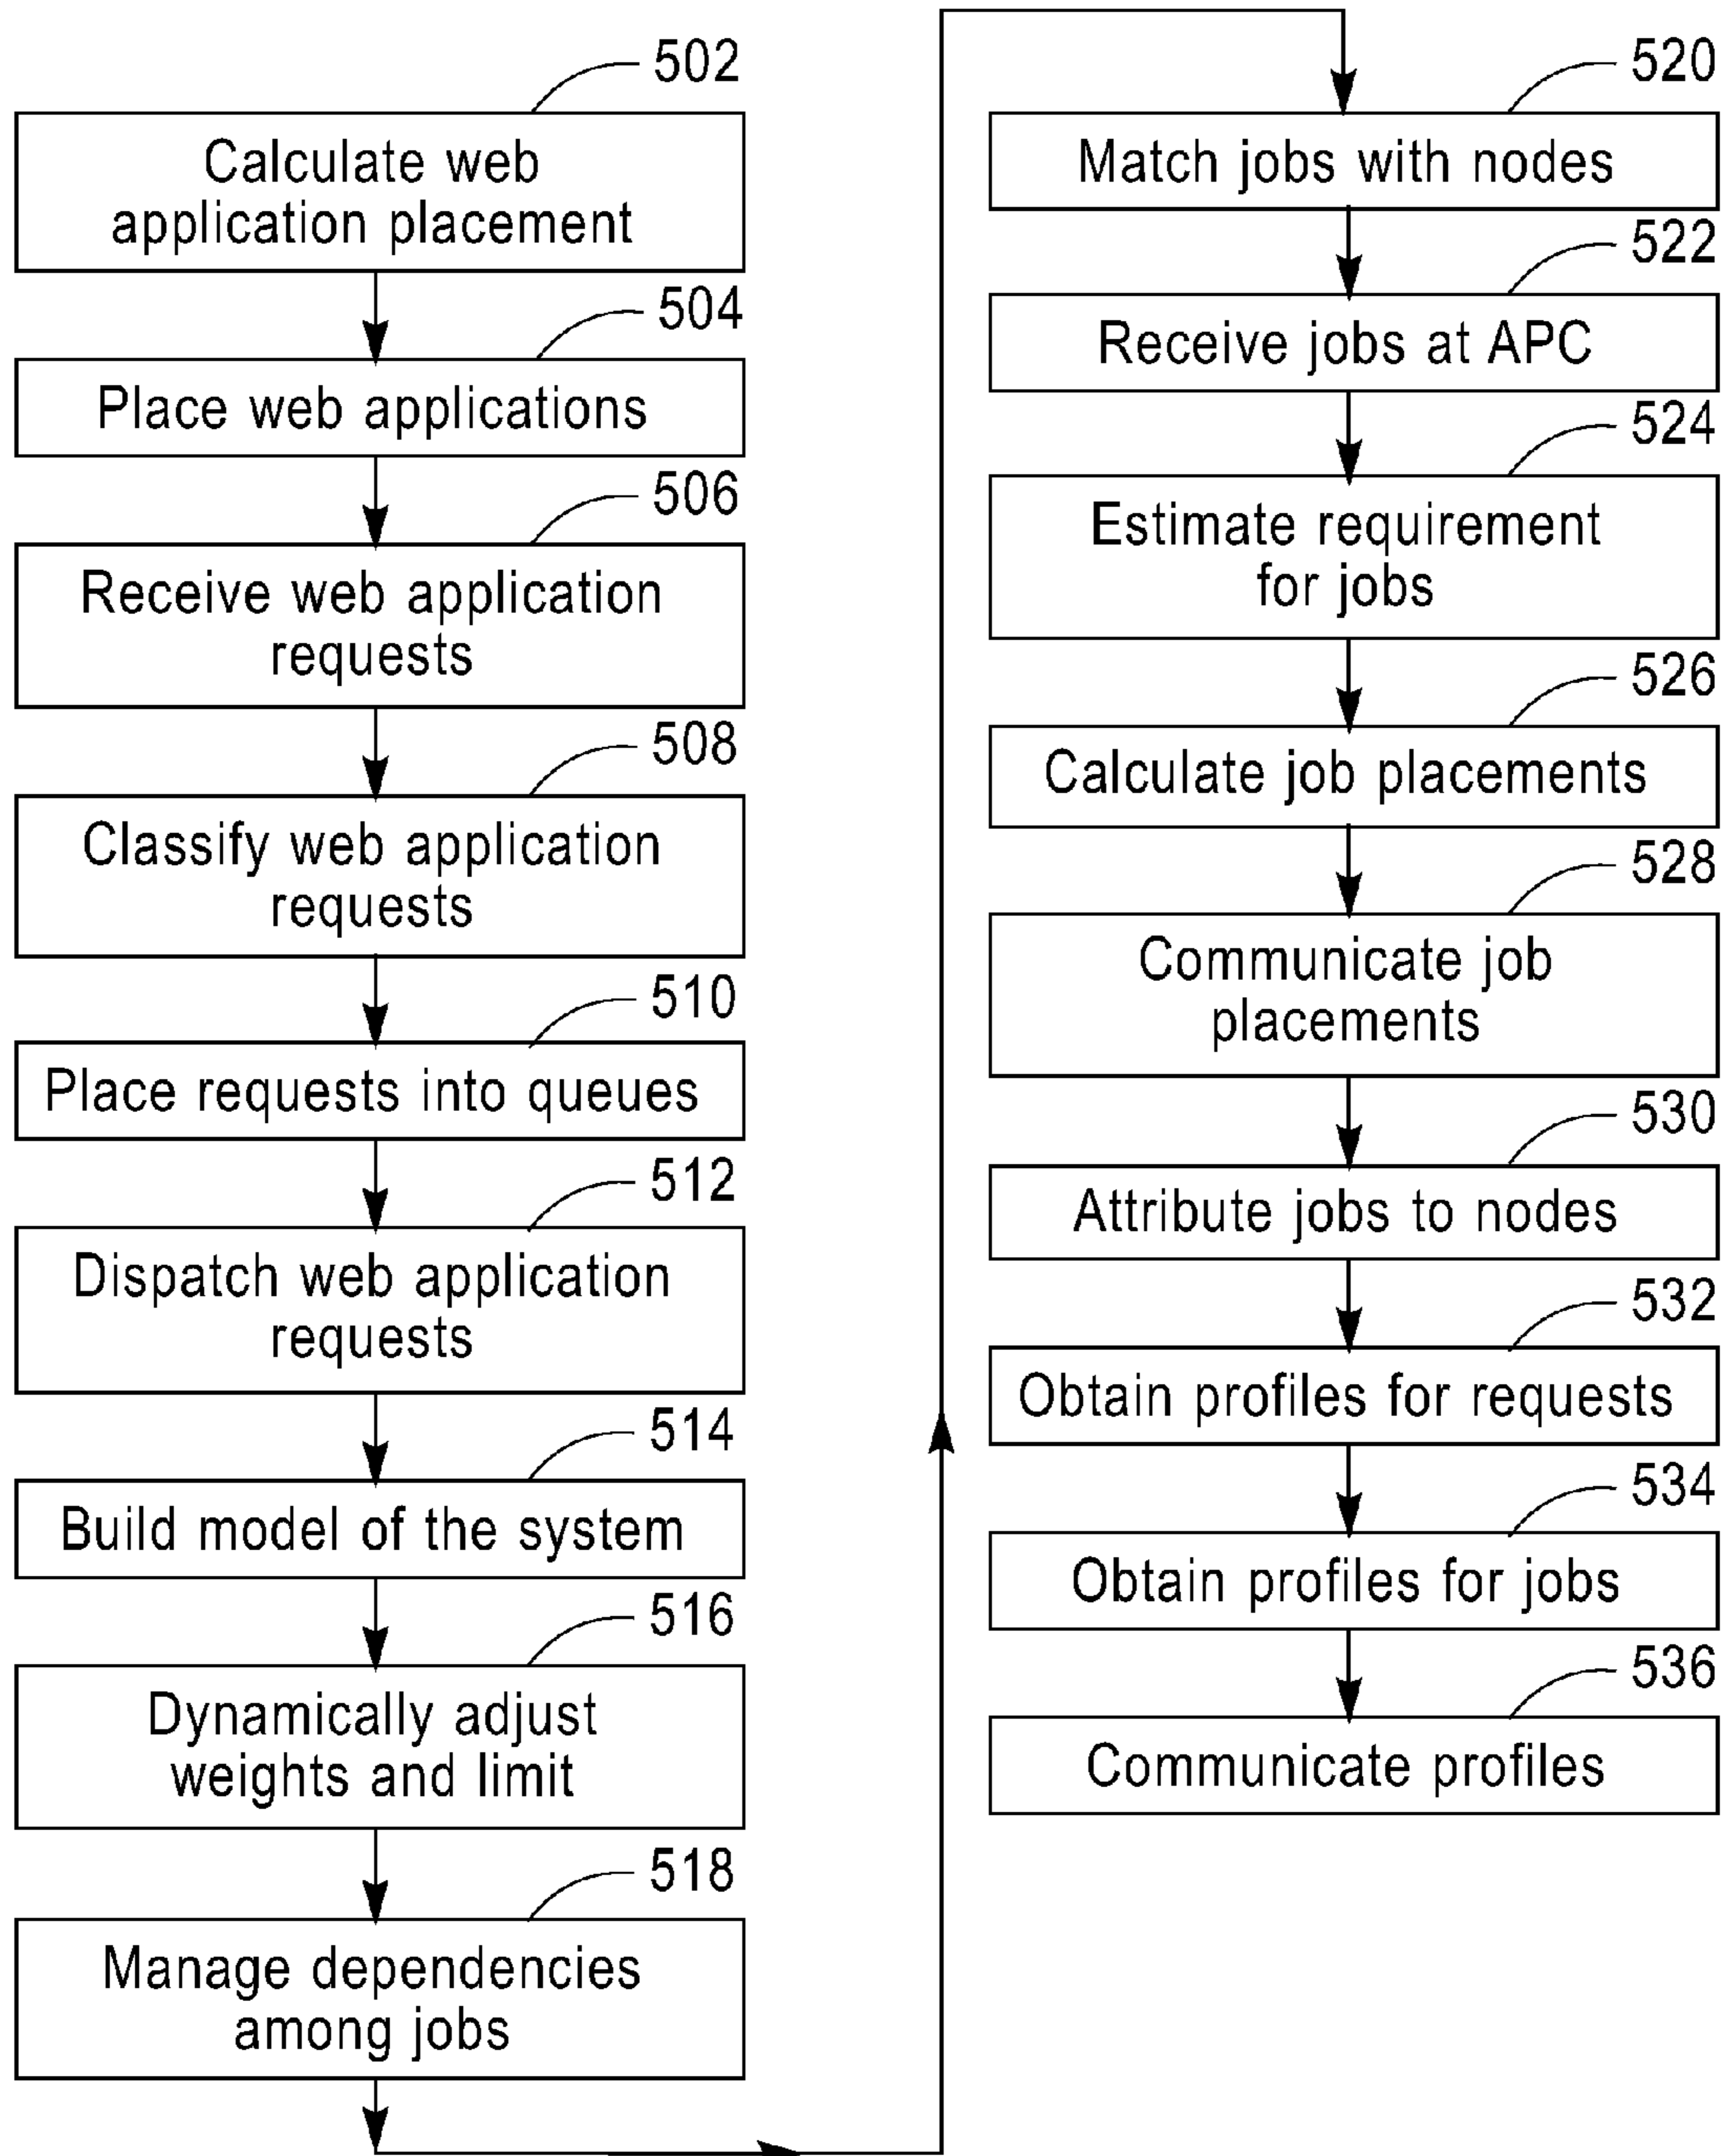 502
Calculate web
application placement
504
Place web applications
506
Receive web application
requests
508
Classify web application
requests
510
Place requests into queues
512
Dispatch web application
requests
514
Build model of the system
516
Dynamically adjust
weights and limit
518
Manage dependencies
among jobs
520
Match jobs with nodes
522
Receive jobs at APC
524
Estimate requirement
for jobs
526
Calculate job placements
528
Communicate job
placements
530
Attribute jobs to nodes
532
Obtain profiles for requests
534
Obtain profiles for jobs
536
Communicate profiles